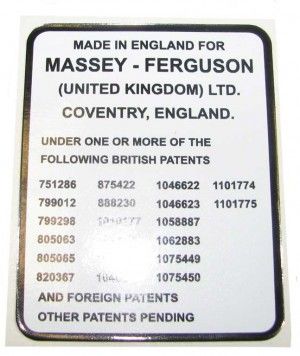 MADE IN ENGLAND FOR
MASSEY - FERGUSON
(UNITED KINGDOM) LTD.
COVENTRY, ENGLAND.
UNDER ONE OR MORE OF THE
FOLLOWING BRITISH PATENTS
751286 875422 1046622 1101774
799012 888230 1046623 1101775
799298 1058887
805063 1062883
805065 1075449
820367 1075450
AND FOREIGN PATENTS
OTHER PATENTS PENDING